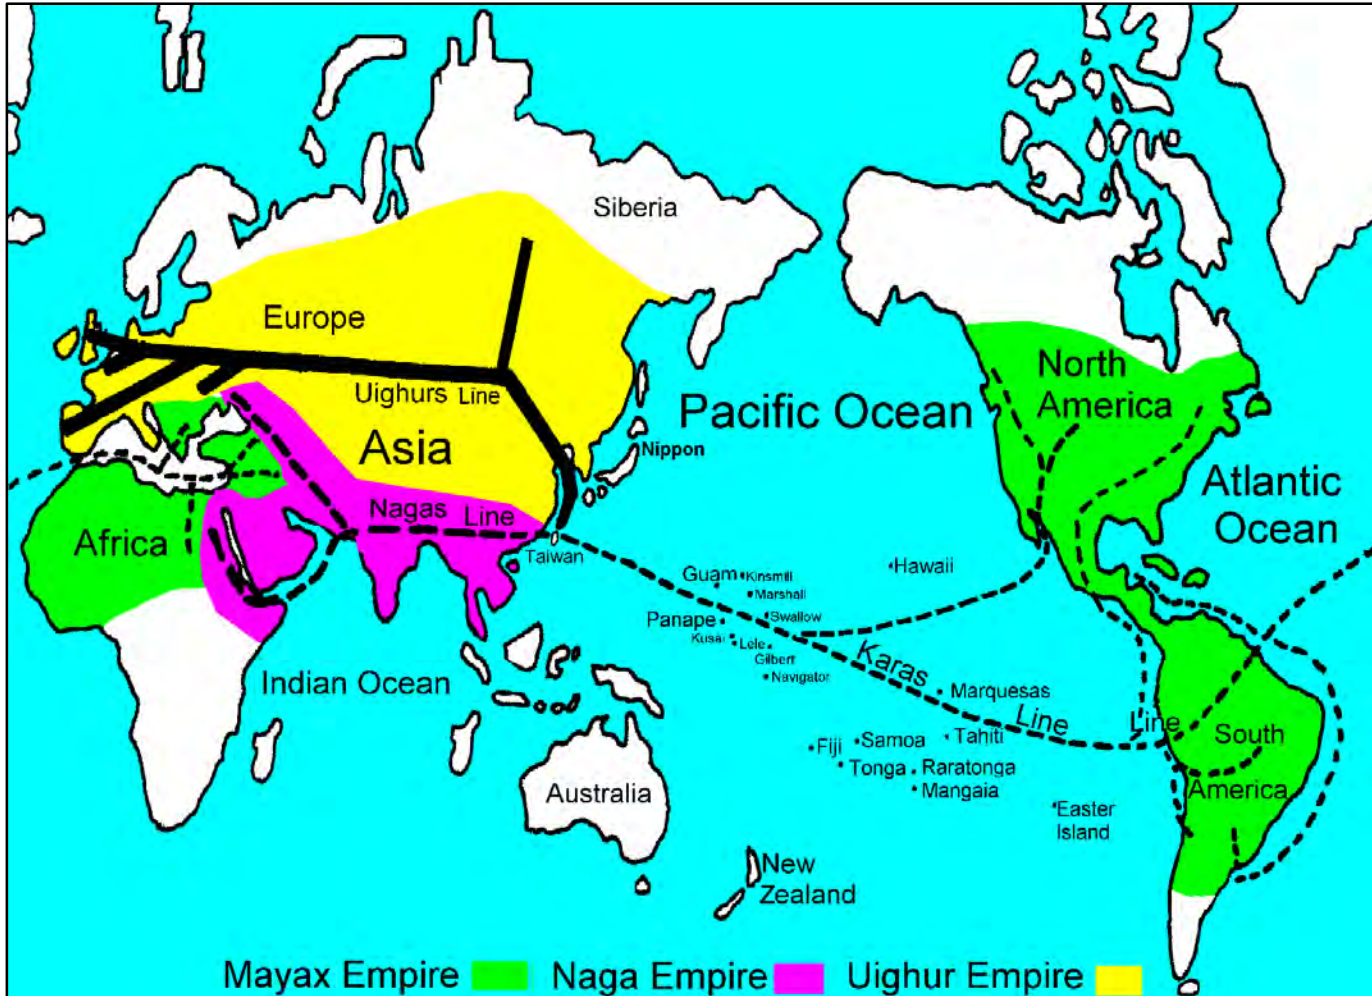 Siberia
Europe
Uighurs Line
Asia
Nippon
Pacific Ocean
North
America
Atlantic
Ocean
Africa
Nagas Line
Taiwan
Hawaii
Guam
Kinsmill
Marshall
Panape
Swallow
Kusai
Lele
Gilbert
Navigator
Karas
Line
Line
Indian Ocean
Marquesas
Fiji
Samoa
Tahiti
Tonga
Raratonga
Mangaia
South
America
Australia
Easter
Island
New
Zealand
Mayax Empire
Naga Empire
Uighur Empire